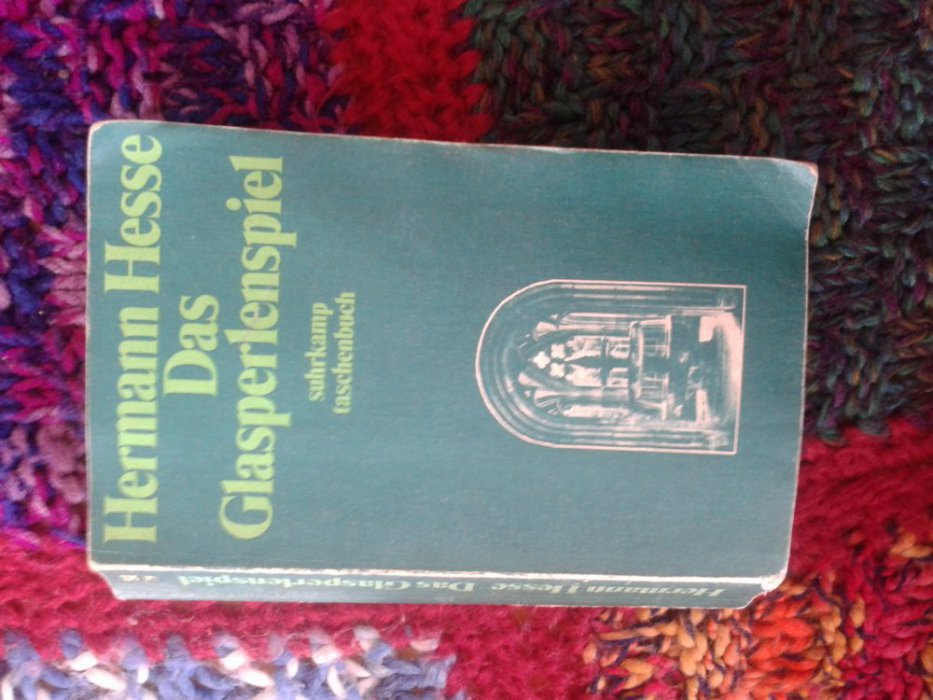 Hermann Hesse
Das
Glasperlenspiel
suhrkamp
taschenbuch
Hermann Hesse Das Glasperlenspiel